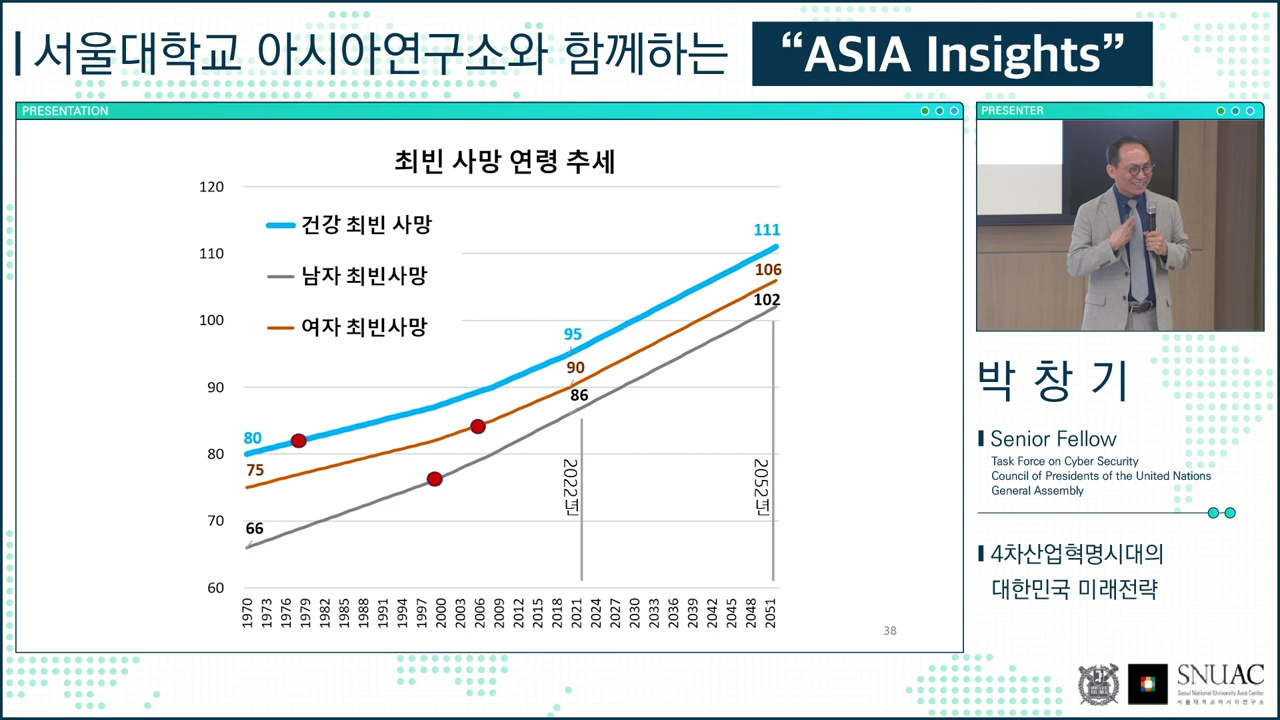 서울대학교 아시아연구소와 함께하는 “ASIA Insights”
PRESENTATION
최빈 사망 연령 추세
120
110
100
90
80
70
60
건강 최빈 사망
남자 최빈사망
여자 최빈사망
111
106
102
95
90
86
80
75
66
2022년
2052년
1970 1973 1976 1979 1982 1985 1988 1991 1994 1997 2000 2003 2006 2009 2012 2015 2018 2021 2024 2027 2030 2033 2036 2039 2042 2045 2048 2051
38
PRESENTER
박창기
Senior Fellow
Task Force on Cyber Security
Council of Presidents of the United Nations
General Assembly
4차산업혁명시대의
대한민국 미래전략
SNUAC
Seoul National University Asia Center
서울대학교아시아연구소